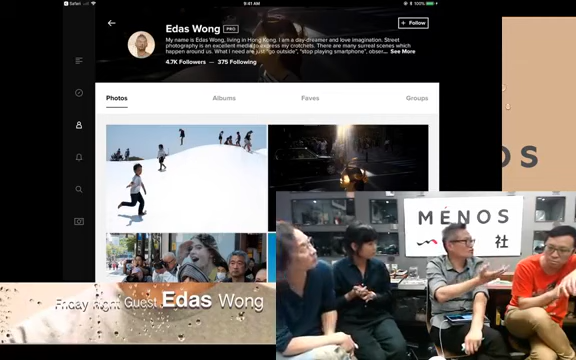 Safari
9:41 AM
100%
Edas Wong PRO
+ Follow
My name is Edas Wong, living in Hong Kong. I am a day-dreamer and love imagination. Street
photography is an excellent media to express my crotchets. There are many surreal scenes which
happen around us. What I need are just "go outside", "stop playing smartphone", obser... See More
4.7K Followers — 375 Following
Photos
Albums
Faves
Groups
OS
MÉNOS
社
Friday Night Guest: Edas Wong